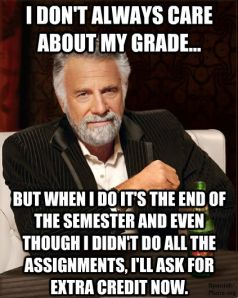 I DON'T ALWAYS CARE
ABOUT MY GRADE...
BUT WHEN I DO IT'S THE END OF
THE SEMESTER AND EVEN
THOUGH I DIDN'T DO ALL THE
ASSIGNMENTS, I'LL ASK FOR
EXTRA CREDIT NOW.